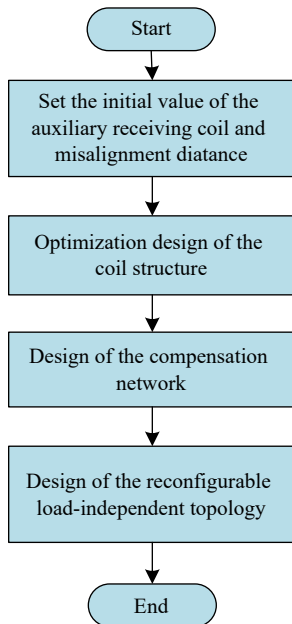 Start
Set the initial value of the
auxiliary receiving coil and
misalignment diatance
Optimization design of the
coil structure
Design of the compensation
network
Design of the reconfigurable
load-independent topology
End